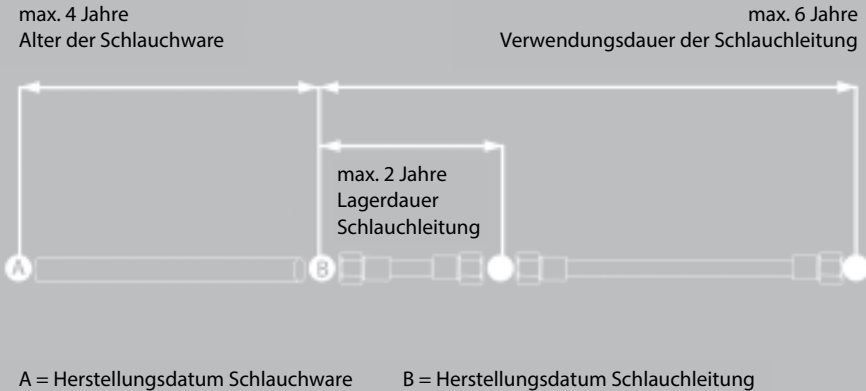 max. 4 Jahre
Alter der Schlauchware
max. 6 Jahre
Verwendungsdauer der Schlauchleitung
max. 2 Jahre
Lagerdauer
Schlauchleitung
A
B
A = Herstellungsdatum Schlauchware
B = Herstellungsdatum Schlauchleitung